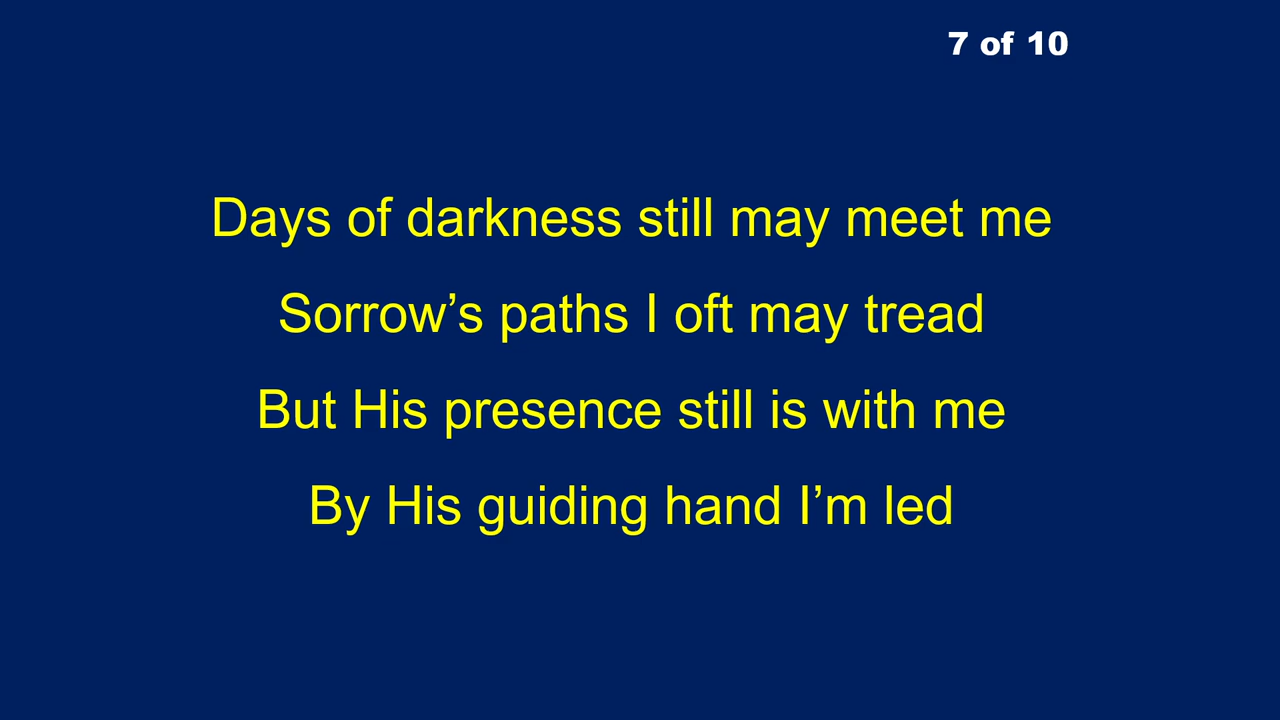 7 of 10
Days of darkness still may meet me
Sorrow’s paths I oft may tread
But His presence still is with me
By His guiding hand I’m led